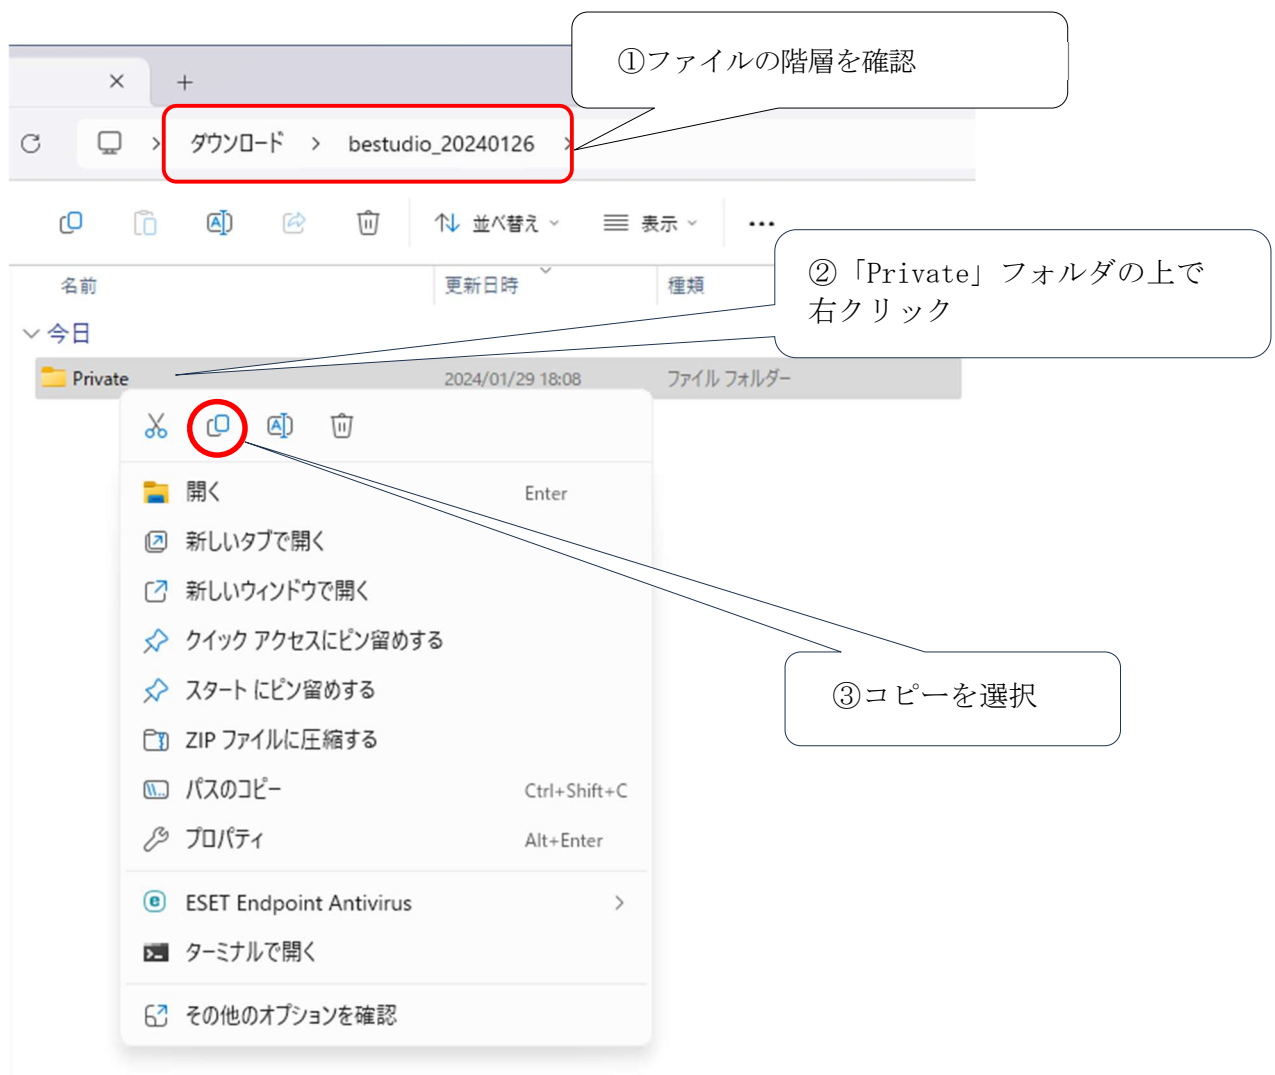 ①ファイルの階層を確認
ダウンロード > bestudio_20240126 >
並べ替え 表示 •••
名前 更新日時 種類
②「Private」フォルダの上で
右クリック
今日
Private 2024/01/29 18:08 ファイル フォルダー
開く Enter
新しいタブで開く
新しいウィンドウで開く
クイック アクセスにピン留めする
スタート にピン留めする
③コピーを選択
ZIP ファイルに圧縮する
パスのコピー Ctrl+Shift+C
プロパティ Alt+Enter
ESET Endpoint Antivirus
ターミナルで開く
その他のオプションを確認